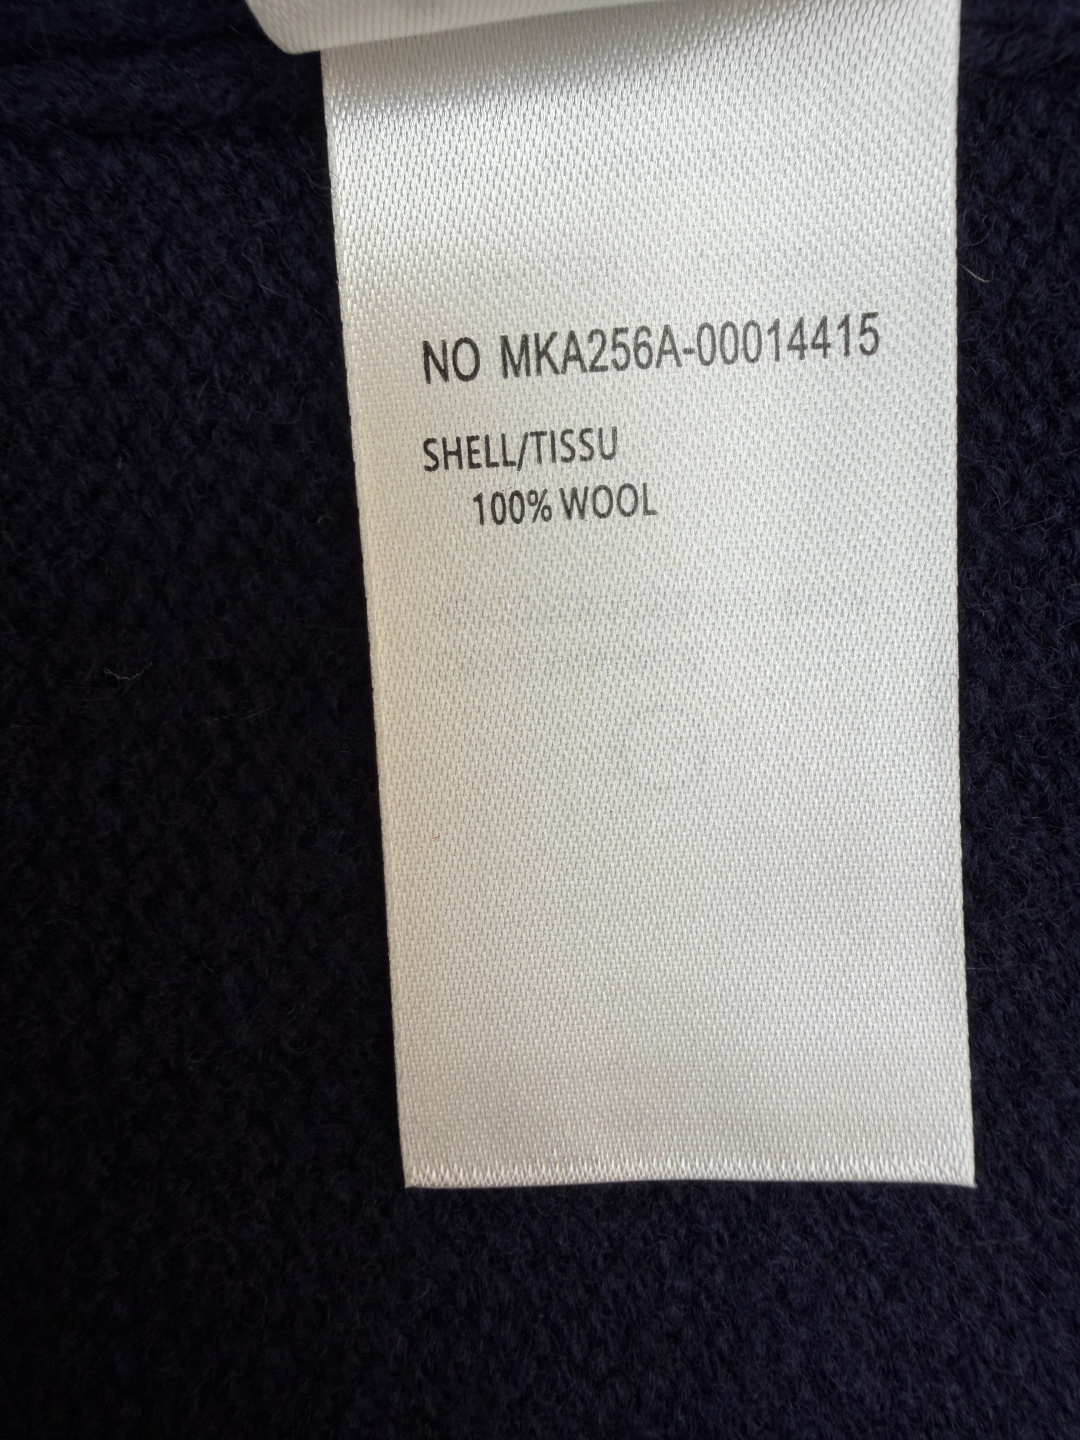 NO MKA256A-00014415
SHELL/TISSU
100% WOOL